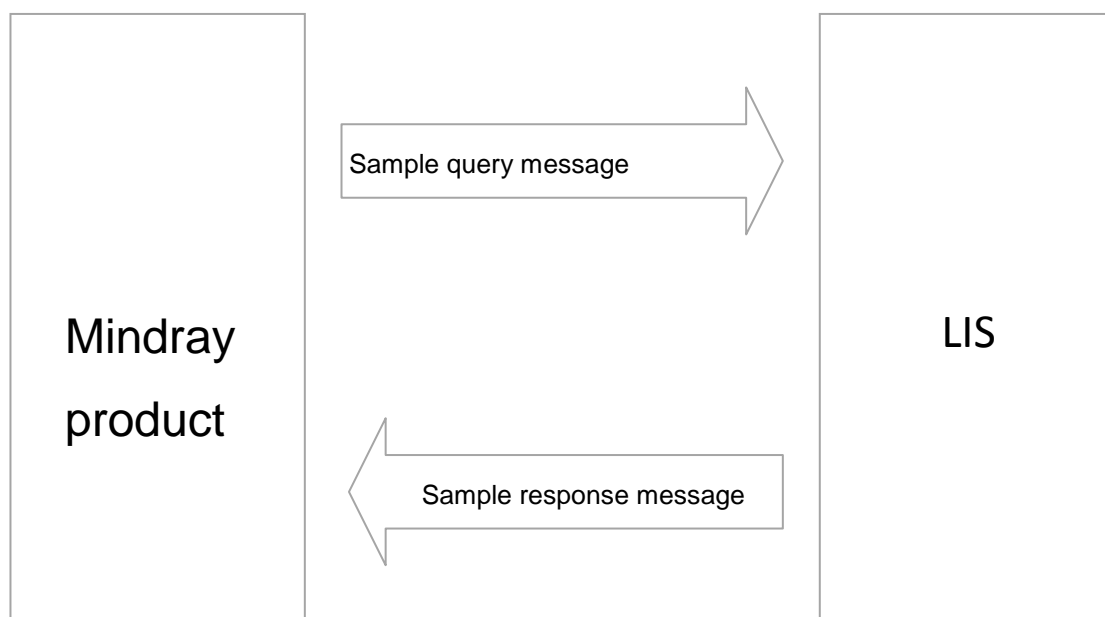 Sample query message
Mindray
product
LIS
Sample response message